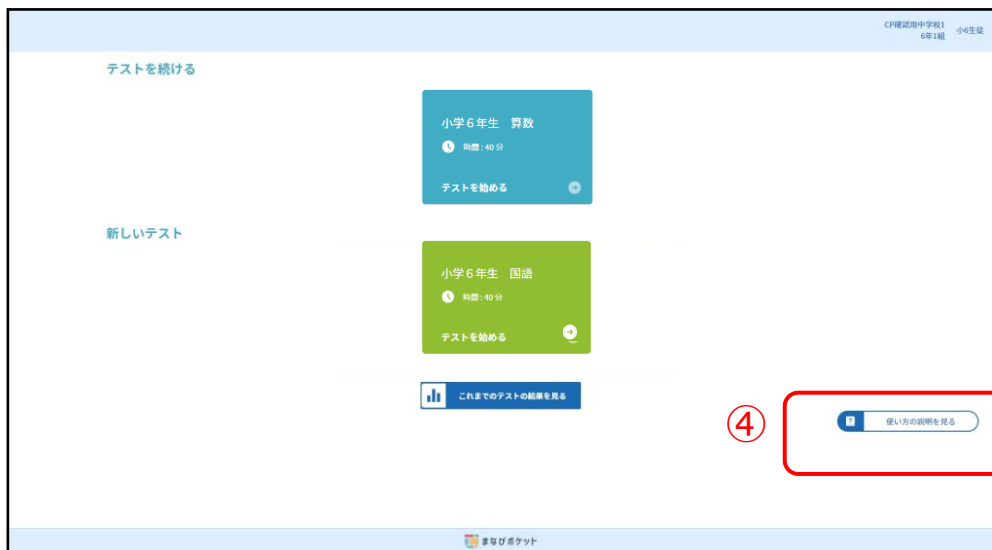 CP確認用中学校1
6年1組
小6生徒
テストを続ける
小学6年生 算数
時間:40分
テストを始める
新しいテスト
小学6年生 国語
時間:40分
テストを始める
これまでのテストの結果を見る
④
? 使い方の説明を見る
まなびポケット